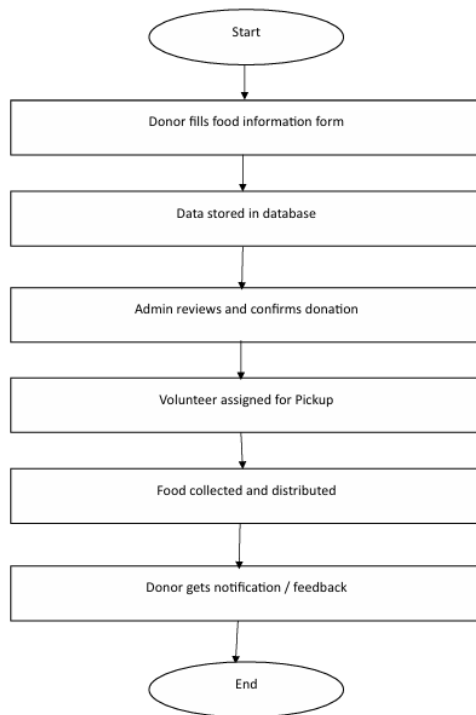 Start
Donor fills food information form
Data stored in database
Admin reviews and confirms donation
Volunteer assigned for Pickup
Food collected and distributed
Donor gets notification / feedback
End